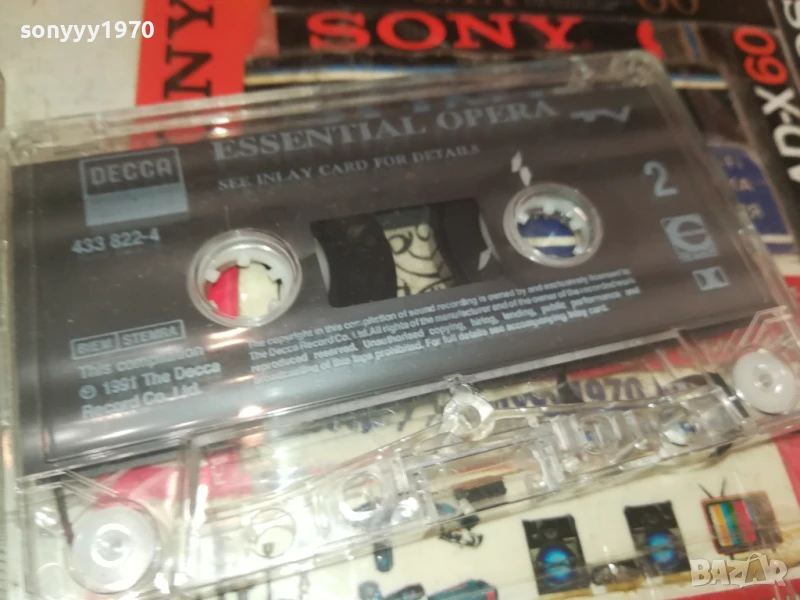 sonyyy1970
SONY
ESSENTIAL OPERA
SEE INLAY CARD FOR DETAILS
DECCA
433 822-4
2
BIEM STEMRA
This compilation
© 1991 The Decca
Record Co. Ltd.
The copyright in this compilation of sound recording is owned by and exclusively licensed to
The Decca Record Co. Ltd. All rights of the manufacturer and of the owner of the recorded work
reproduced reserved. Unauthorised copying, hiring, lending, public performance and
broadcasting of this tape prohibited. For full details see accompanying inlay card.
60
BAZAR